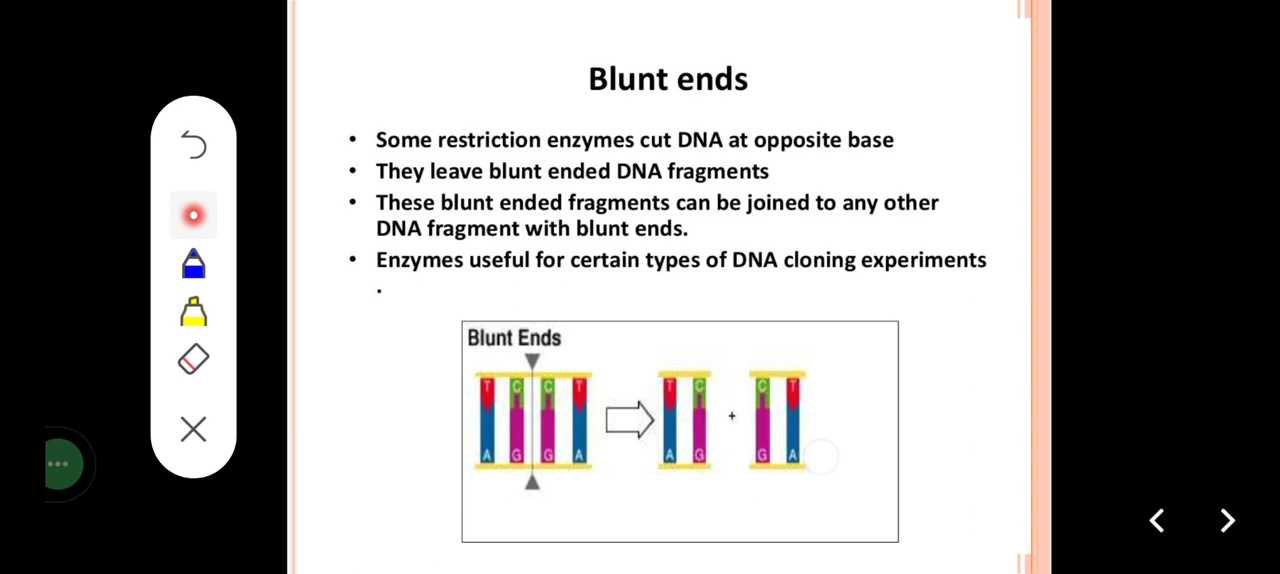 Blunt ends
• Some restriction enzymes cut DNA at opposite base
• They leave blunt ended DNA fragments
• These blunt ended fragments can be joined to any other
DNA fragment with blunt ends.
• Enzymes useful for certain types of DNA cloning experiments
.
Blunt Ends
T C C T T C + C T
A G G A A G G A